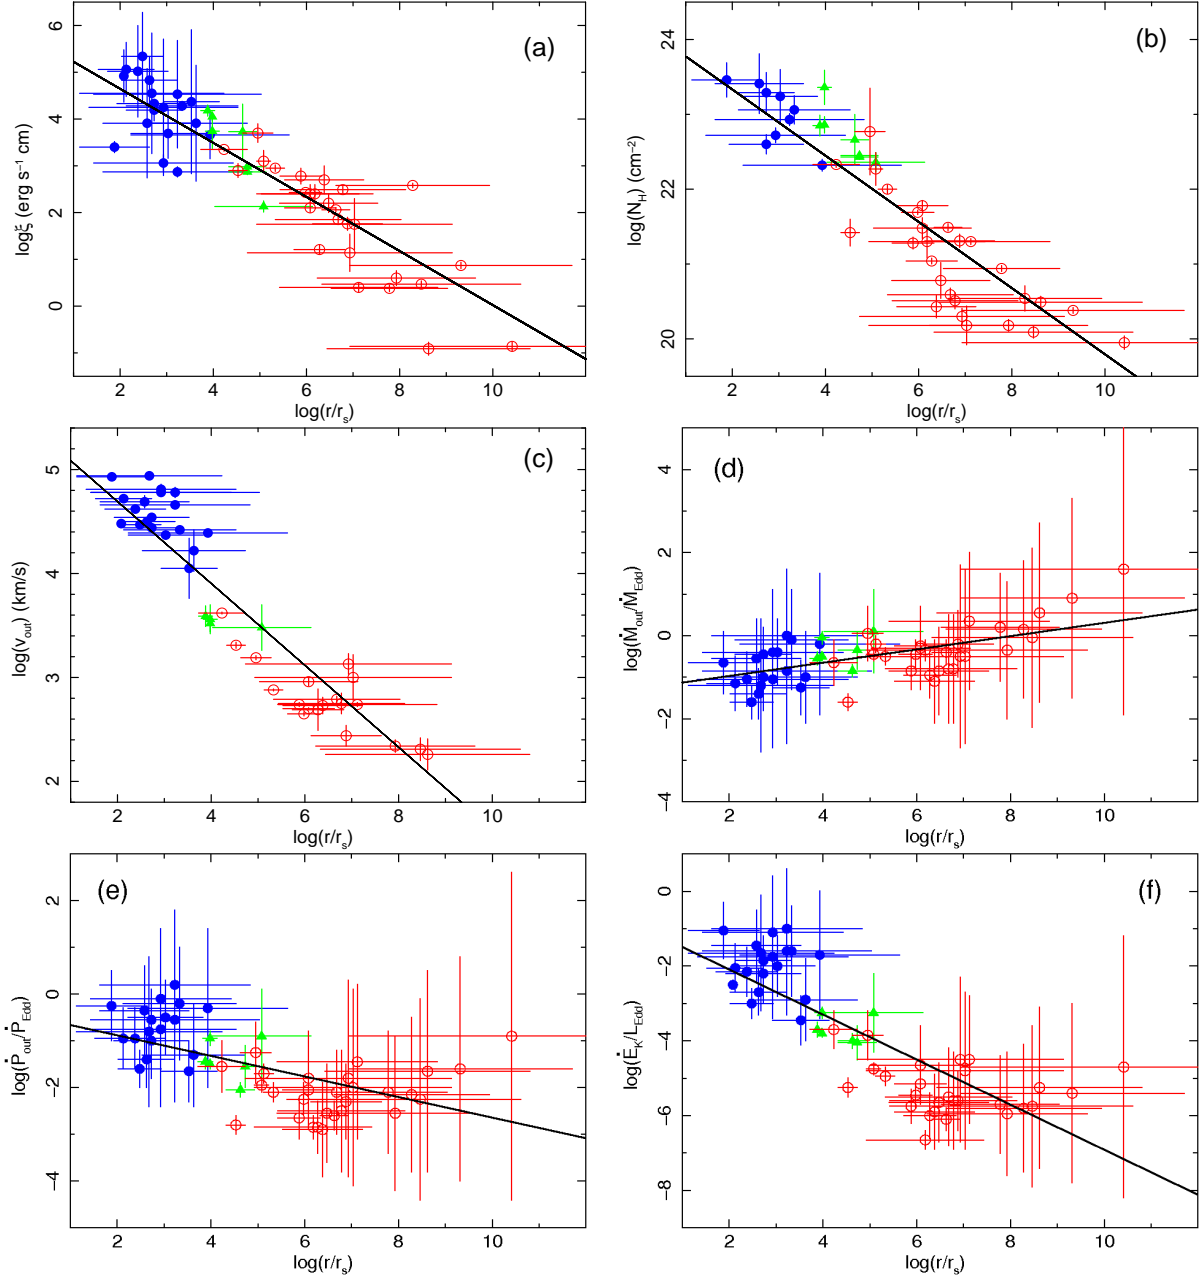 (a)
logξ (erg s⁻¹ cm)
0 2 4 6
2 4 6 8 10
log(r/rₛ)
(b)
log(N_H) (cm⁻²)
20 22 24
2 4 6 8 10
log(r/rₛ)
(c)
log(v_out) (km/s)
2 3 4 5
2 4 6 8 10
log(r/rₛ)
(d)
log(Ṁ_out/Ṁ_Edd)
−4 −2 0 2 4
2 4 6 8 10
log(r/rₛ)
(e)
log(Ṗ_out/Ṗ_Edd)
−4 −2 0 2
2 4 6 8 10
log(r/rₛ)
(f)
log(Ė_K/L_Edd)
−8 −6 −4 −2 0
2 4 6 8 10
log(r/rₛ)